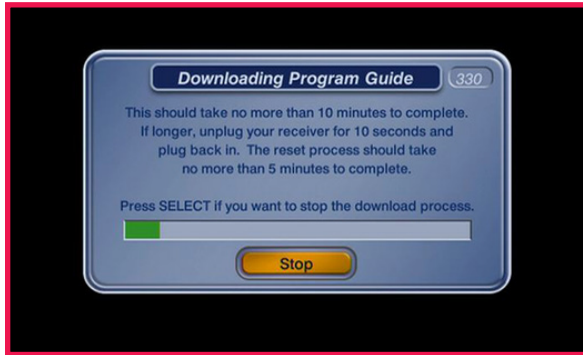 Downloading Program Guide
330
This should take no more than 10 minutes to complete.
If longer, unplug your receiver for 10 seconds and
plug back in. The reset process should take
no more than 5 minutes to complete.
Press SELECT if you want to stop the download process.
Stop